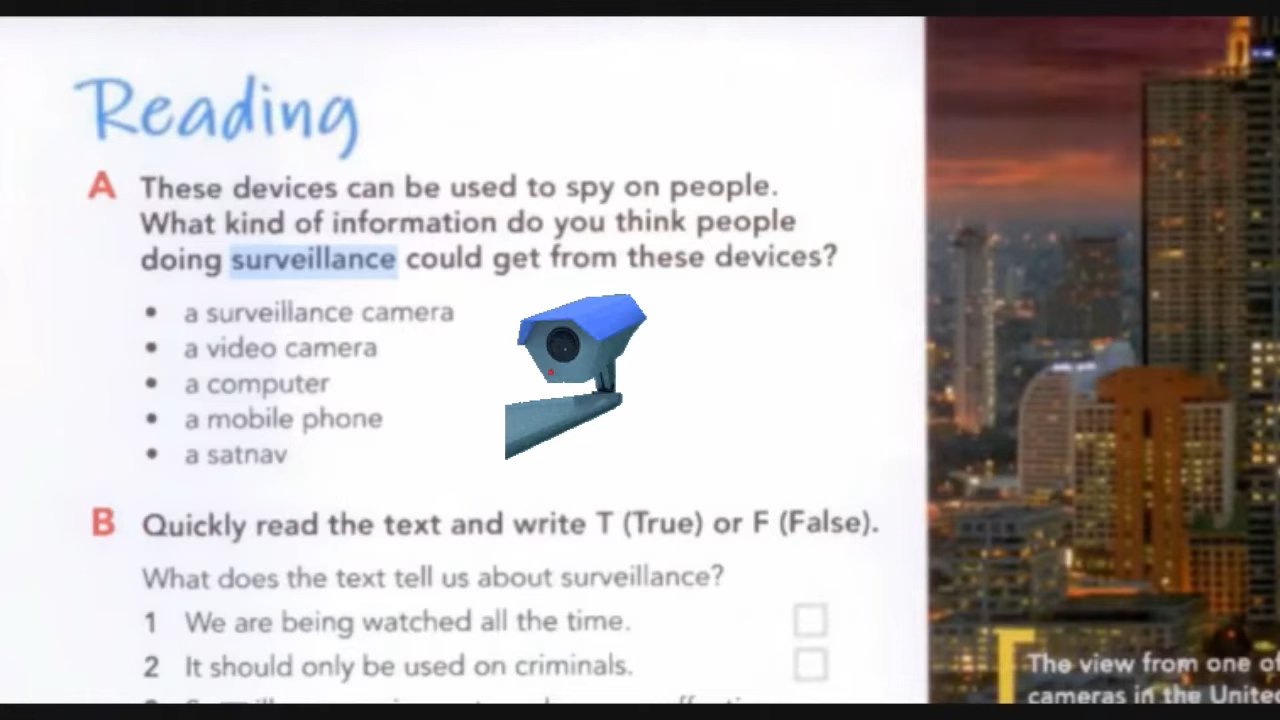 Reading
A These devices can be used to spy on people.
What kind of information do you think people
doing surveillance could get from these devices?
• a surveillance camera
• a video camera
• a computer
• a mobile phone
• a satnav
B Quickly read the text and write T (True) or F (False).
What does the text tell us about surveillance?
1 We are being watched all the time.
2 It should only be used on criminals.
The view from one of
cameras in the United